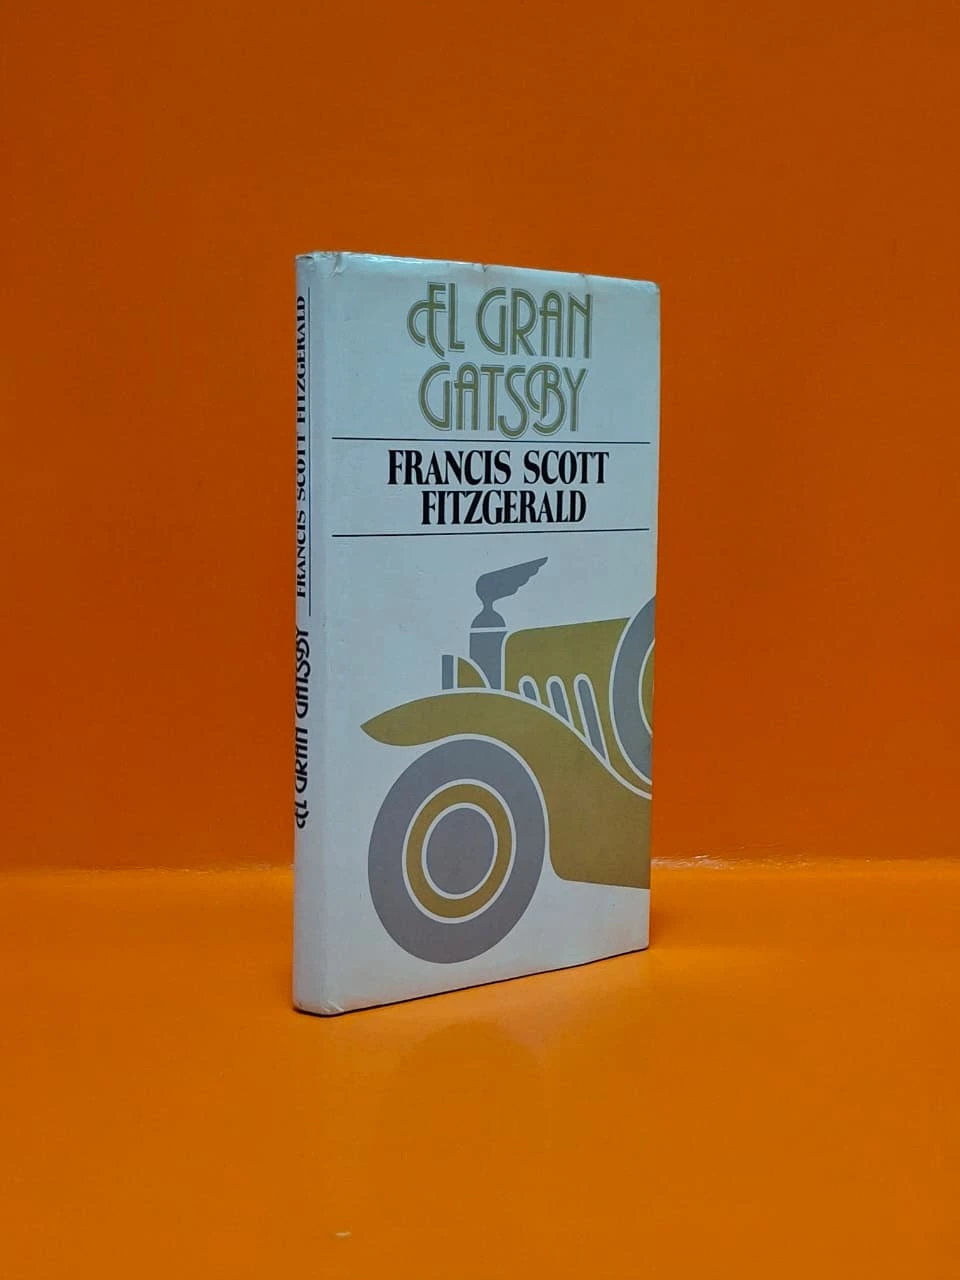 EL GRAN
GATSBY
FRANCIS SCOTT
FITZGERALD
EL GRAN GATSBY FRANCIS SCOTT FITZGERALD